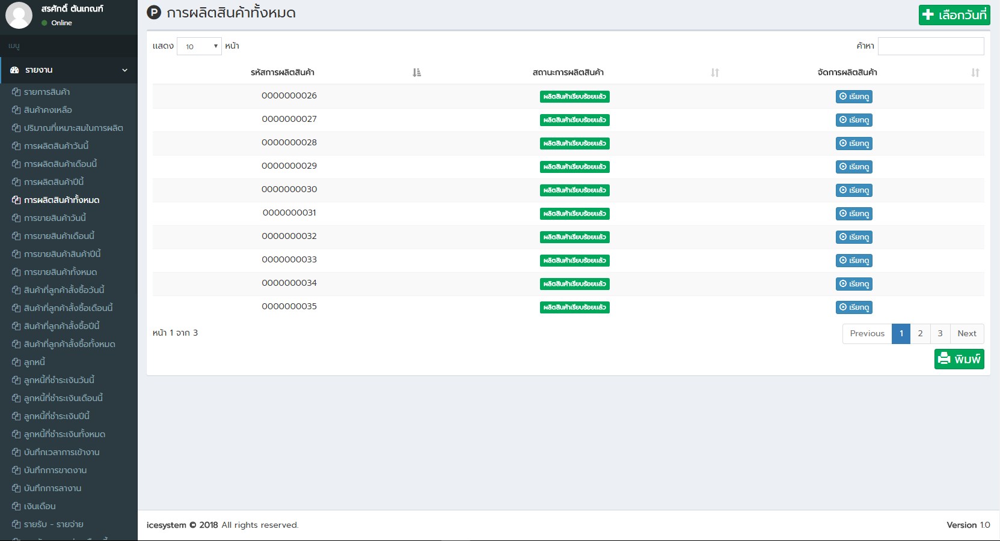 สรศักดิ์ ตันเกณฑ์
Online
เมนู
รายงาน
รายการสินค้า
สินค้าคงเหลือ
ปริมาณที่เหมาะสมในการผลิต
การผลิตสินค้าวันนี้
การผลิตสินค้าเดือนนี้
การผลิตสินค้าปีนี้
การผลิตสินค้าทั้งหมด
การขายสินค้าวันนี้
การขายสินค้าเดือนนี้
การขายสินค้าสินค้าปีนี้
การขายสินค้าทั้งหมด
สินค้าที่ลูกค้าสั้งซื้อวันนี้
สินค้าที่ลูกค้าสั้งซื้อเดือนนี้
สินค้าที่ลูกค้าสั้งซื้อปีนี้
สินค้าที่ลูกค้าสั้งซื้อทั้งหมด
ลูกหนี้
ลูกหนี้ที่ชำระเงินวันนี้
ลูกหนี้ที่ชำระเงินเดือนนี้
ลูกหนี้ที่ชำระเงินปีนี้
ลูกหนี้ที่ชำระเงินทั้งหมด
บันทึกเวลาการเข้างาน
บันทึกการขาดงาน
บันทึกการลางาน
เงินเดือน
รายรับ - รายจ่าย
P การผลิตสินค้าทั้งหมด
เลือกวันที่
แสดง 10 หน้า
ค้าหา
รหัสการผลิตสินค้า สถานะการผลิตสินค้า จัดการผลิตสินค้า
0000000026 ผลิตสินค้าเรียบร้อยแล้ว เรียกดู
0000000027 ผลิตสินค้าเรียบร้อยแล้ว เรียกดู
0000000028 ผลิตสินค้าเรียบร้อยแล้ว เรียกดู
0000000029 ผลิตสินค้าเรียบร้อยแล้ว เรียกดู
0000000030 ผลิตสินค้าเรียบร้อยแล้ว เรียกดู
0000000031 ผลิตสินค้าเรียบร้อยแล้ว เรียกดู
0000000032 ผลิตสินค้าเรียบร้อยแล้ว เรียกดู
0000000033 ผลิตสินค้าเรียบร้อยแล้ว เรียกดู
0000000034 ผลิตสินค้าเรียบร้อยแล้ว เรียกดู
0000000035 ผลิตสินค้าเรียบร้อยแล้ว เรียกดู
หน้า 1 จาก 3
Previous 1 2 3 Next
พิมพ์
icesystem © 2018 All rights reserved.
Version 1.0